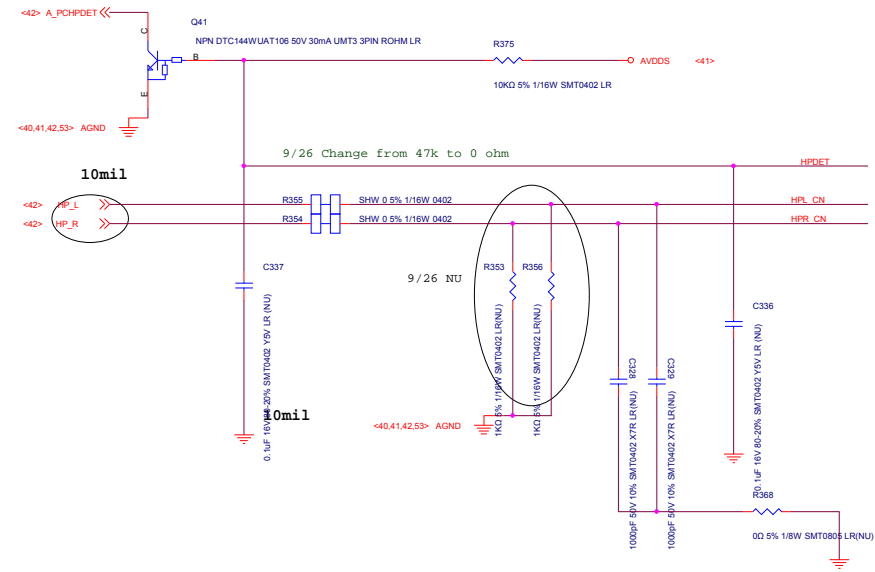 <42> A_PCHPDET
Q41
NPN DTC144WUAT106 50V 30mA UMT3 3PIN ROHM LR
C
B
E
R375
10KΩ 5% 1/16W SMT0402 LR
AVDDS <41>
<40,41,42,53> AGND
9/26 Change from 47k to 0 ohm
HPDET
10mil
<42> HP_L
R355
SHW 0 5% 1/16W 0402
HPL_CN
<42> HP_R
R354
SHW 0 5% 1/16W 0402
HPR_CN
C337
0.1uF 16V 80-20% SMT0402 Y5V LR (NU)
10mil
9/26 NU
R353
1KΩ 5% 1/16W SMT0402 LR(NU)
R356
1KΩ 5% 1/16W SMT0402 LR(NU)
<40,41,42,53> AGND
C328
1000pF 50V 10% SMT0402 X7R LR(NU)
C329
1000pF 50V 10% SMT0402 X7R LR(NU)
C336
0.1uF 16V 80-20% SMT0402 Y5V LR (NU)
R368
0Ω 5% 1/8W SMT0805 LR(NU)